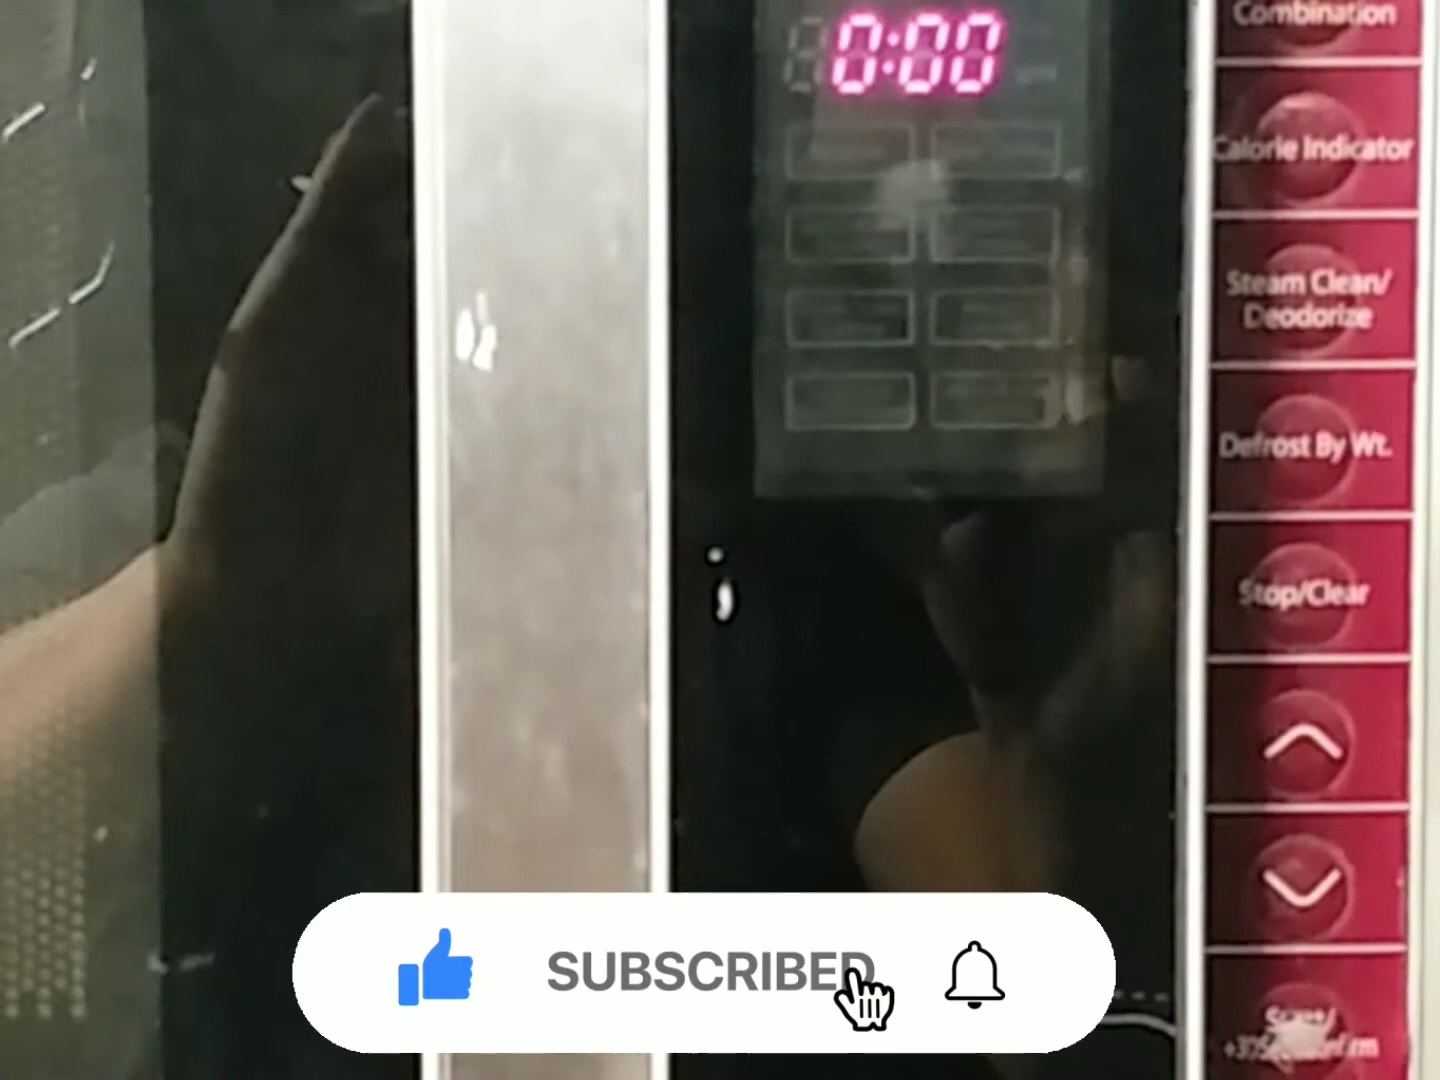 0:00
Combination
Calorie Indicator
Steam Clean/
Deodorize
Defrost By Wt.
Stop/Clear
SUBSCRIBED